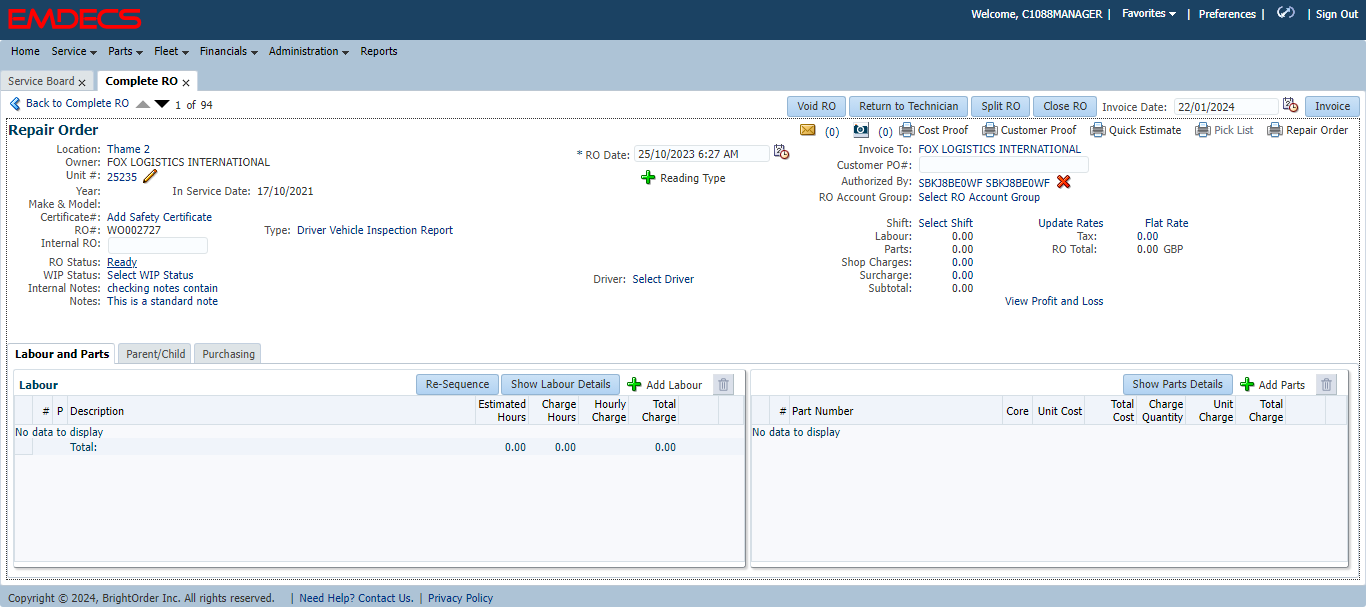 EMDECS
Welcome, C1088MANAGER | Favorites | Preferences | | Sign Out
Home Service Parts Fleet Financials Administration Reports
Service Board x Complete RO x
Back to Complete RO 1 of 94
Void RO Return to Technician Split RO Close RO Invoice Date: 22/01/2024 Invoice
Repair Order
(0) (0) Cost Proof Customer Proof Quick Estimate Pick List Repair Order
Location: Thame 2
Owner: FOX LOGISTICS INTERNATIONAL
Unit #: 25235
Year: In Service Date: 17/10/2021
Make & Model:
Certificate#: Add Safety Certificate
RO#: WO002727 Type: Driver Vehicle Inspection Report
Internal RO:
RO Status: Ready
WIP Status: Select WIP Status
Internal Notes: checking notes contain
Notes: This is a standard note
* RO Date: 25/10/2023 6:27 AM
Reading Type
Driver: Select Driver
Invoice To: FOX LOGISTICS INTERNATIONAL
Customer PO#:
Authorized By: SBKJ8BE0WF SBKJ8BE0WF
RO Account Group: Select RO Account Group
Shift: Select Shift Update Rates Flat Rate
Labour: 0.00 Tax: 0.00
Parts: 0.00 RO Total: 0.00 GBP
Shop Charges: 0.00
Surcharge: 0.00
Subtotal: 0.00
View Profit and Loss
Labour and Parts Parent/Child Purchasing
Labour Re-Sequence Show Labour Details Add Labour
# P Description Estimated Hours Charge Hours Hourly Charge Total Charge
No data to display
Total: 0.00 0.00 0.00
Show Parts Details Add Parts
# Part Number Core Unit Cost Total Cost Charge Quantity Unit Charge Total Charge
No data to display
Copyright © 2024, BrightOrder Inc. All rights reserved. | Need Help? Contact Us. | Privacy Policy